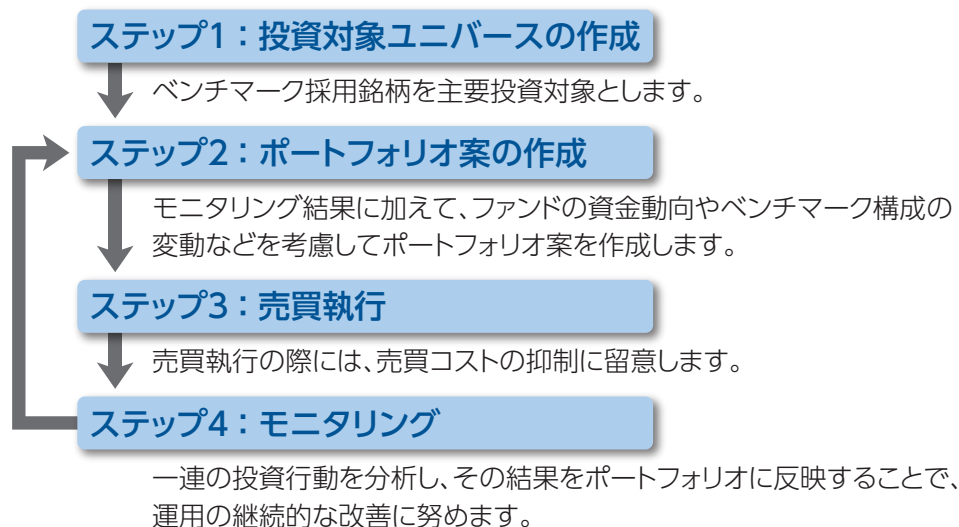 ステップ1：投資対象ユニバースの作成
ベンチマーク採用銘柄を主要投資対象とします。
ステップ2：ポートフォリオ案の作成
モニタリング結果に加えて、ファンドの資金動向やベンチマーク構成の
変動などを考慮してポートフォリオ案を作成します。
ステップ3：売買執行
売買執行の際には、売買コストの抑制に留意します。
ステップ4：モニタリング
一連の投資行動を分析し、その結果をポートフォリオに反映することで、
運用の継続的な改善に努めます。